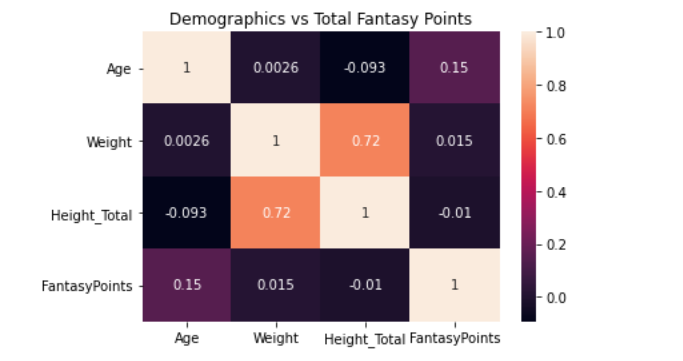 Demographics vs Total Fantasy Points
Age 1 0.0026 -0.093 0.15
Weight 0.0026 1 0.72 0.015
Height_Total -0.093 0.72 1 -0.01
FantasyPoints 0.15 0.015 -0.01 1
Age Weight Height_Total FantasyPoints
1.0
0.8
0.6
0.4
0.2
0.0